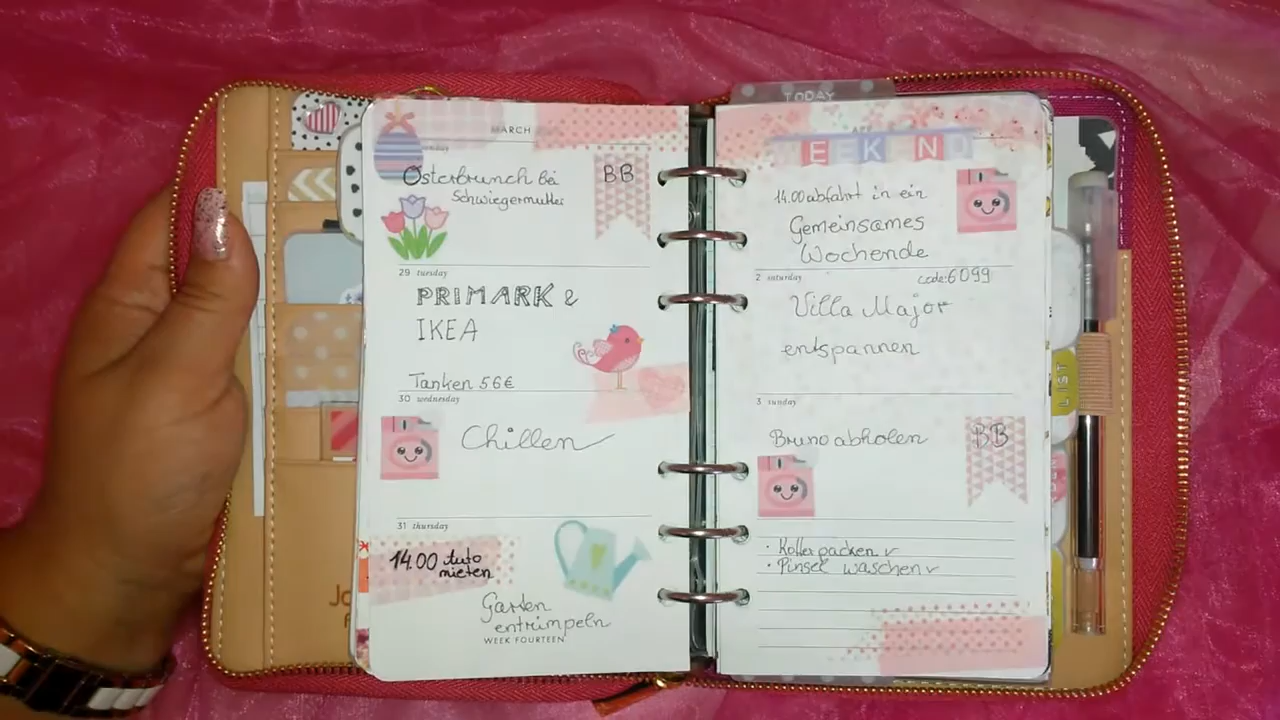 MARCH
Osterbrunch bei
Schwiegermutter
BB
29 tuesday
PRIMARK &
IKEA
Tanken 56€
30 wednesday
Chillen
31 thursday
14.00 Auto
mieten
Garten
entrümpeln
WEEK FOURTEEN
TODAY
WEEKEND
14.00 abfahrt in ein
Gemeinsames
Wochende
2 saturday
code:6099
Villa Major
entspannen
3 sunday
Bruno abholen
BB
· Koffer packen v
· Pinsel waschen v
LIST